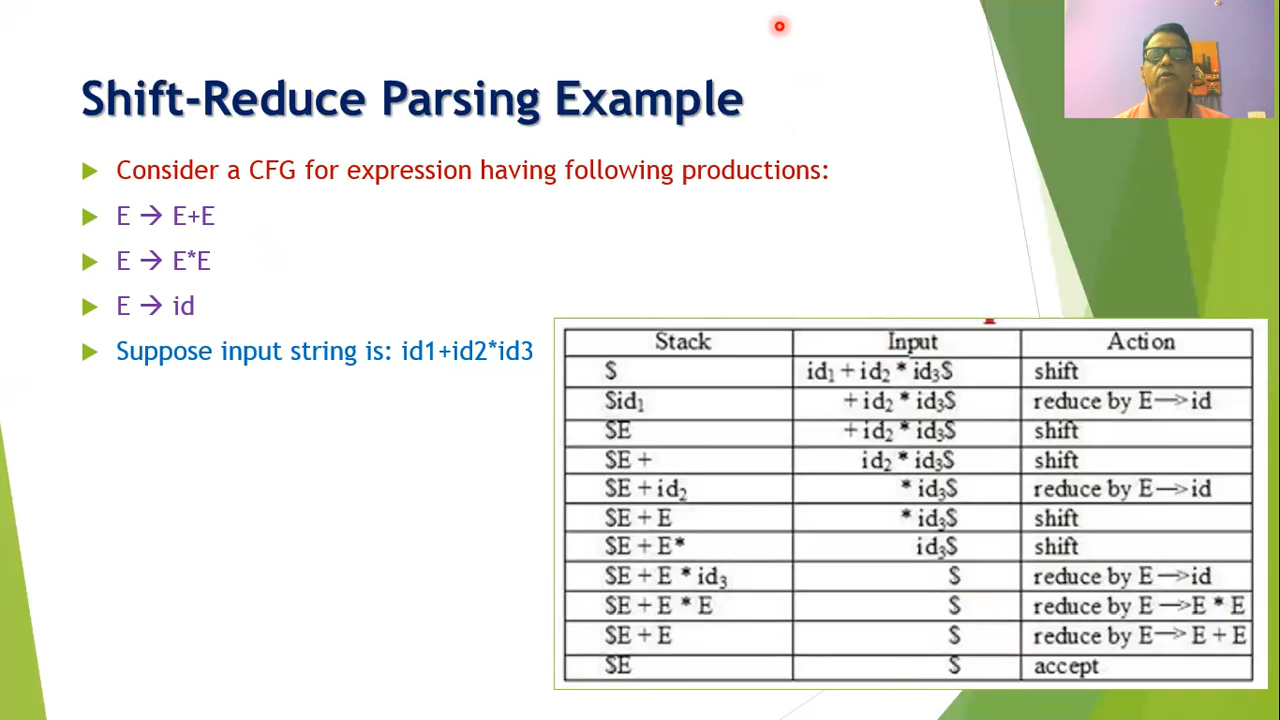 Shift-Reduce Parsing Example
Consider a CFG for expression having following productions:
E → E+E
E → E*E
E → id
Suppose input string is: id1+id2*id3
Stack Input Action
$ id₁ + id₂ * id₃$ shift
$id₁ + id₂ * id₃$ reduce by E—>id
$E + id₂ * id₃$ shift
$E + id₂ * id₃$ shift
$E + id₂ * id₃$ reduce by E—>id
$E + E * id₃$ shift
$E + E* id₃$ shift
$E + E * id₃ $ reduce by E—>id
$E + E * E $ reduce by E—>E * E
$E + E $ reduce by E—> E + E
$E $ accept